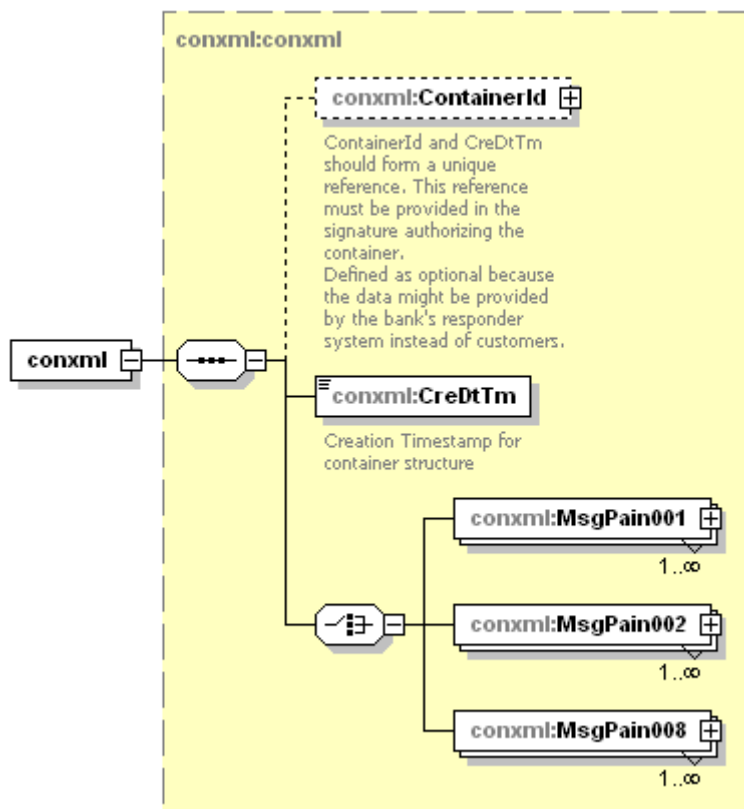 conxml:conxml
conxml:ContainerId
ContainerId and CreDtTm
should form a unique
reference. This reference
must be provided in the
signature authorizing the
container.
Defined as optional because
the data might be provided
by the bank's responder
system instead of customers.
conxml
conxml:CreDtTm
Creation Timestamp for
container structure
conxml:MsgPain001
1..∞
conxml:MsgPain002
1..∞
conxml:MsgPain008
1..∞